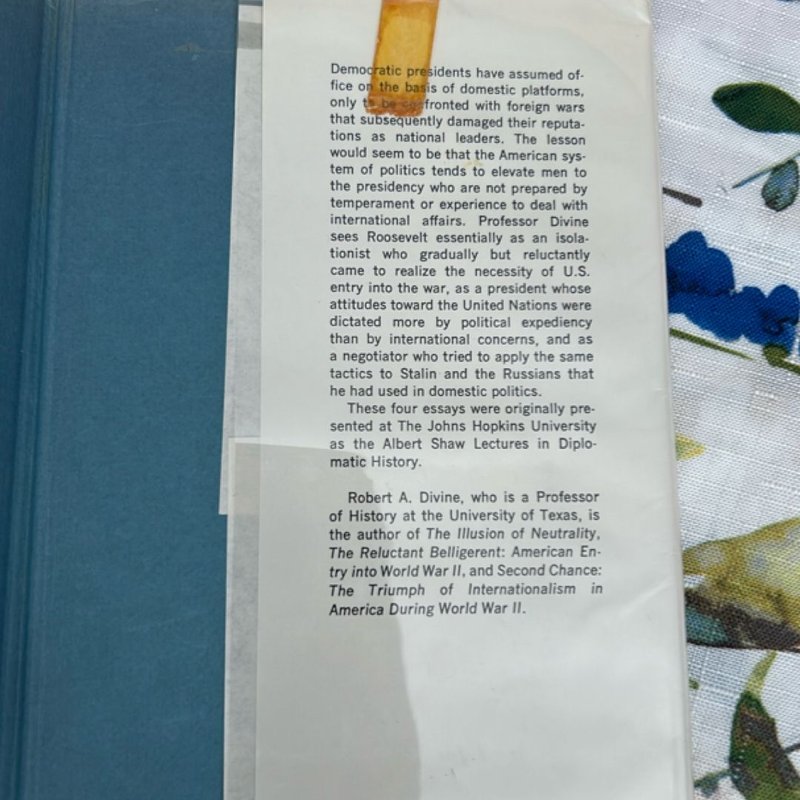 Democratic presidents have assumed of-
fice on the basis of domestic platforms,
only to be confronted with foreign wars
that subsequently damaged their reputa-
tions as national leaders. The lesson
would seem to be that the American sys-
tem of politics tends to elevate men to
the presidency who are not prepared by
temperament or experience to deal with
international affairs. Professor Divine
sees Roosevelt essentially as an isola-
tionist who gradually but reluctantly
came to realize the necessity of U.S.
entry into the war, as a president whose
attitudes toward the United Nations were
dictated more by political expediency
than by international concerns, and as
a negotiator who tried to apply the same
tactics to Stalin and the Russians that
he had used in domestic politics.
These four essays were originally pre-
sented at The Johns Hopkins University
as the Albert Shaw Lectures in Diplo-
matic History.
Robert A. Divine, who is a Professor
of History at the University of Texas, is
the author of The Illusion of Neutrality,
The Reluctant Belligerent: American En-
try into World War II, and Second Chance:
The Triumph of Internationalism in
America During World War II.